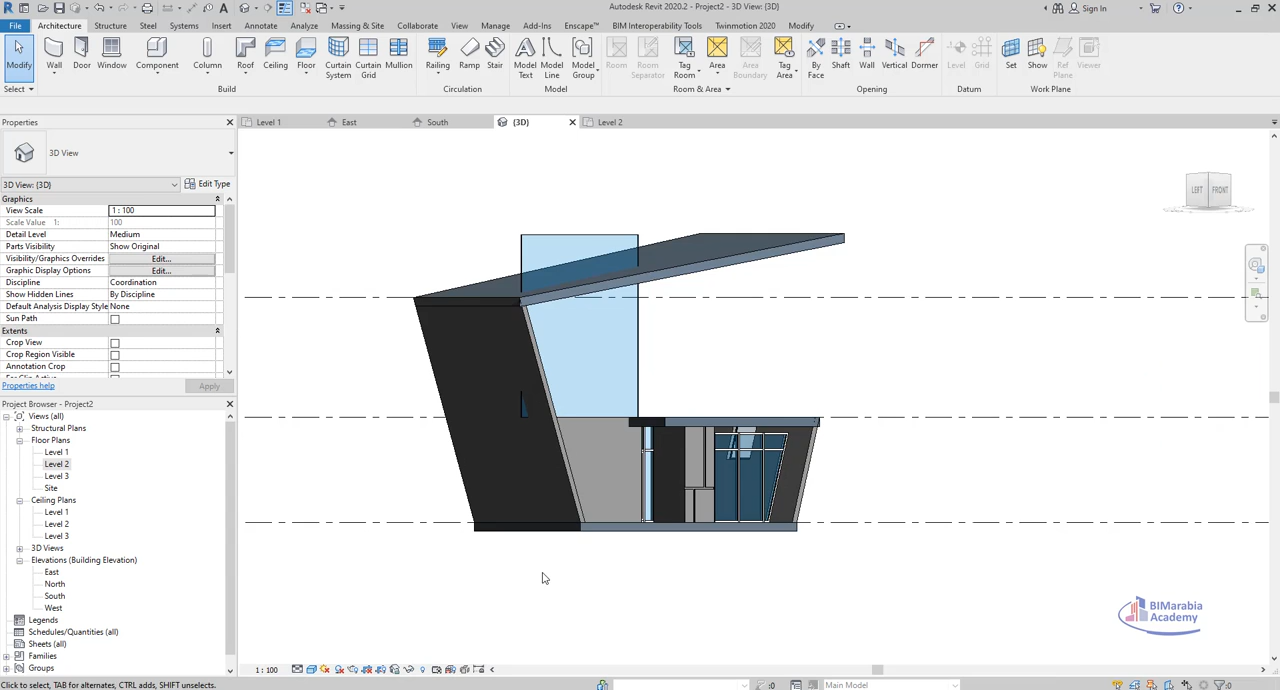 Autodesk Revit 2020.2 - Project2 - 3D View: {3D}
Sign In
File Architecture Structure Steel Systems Insert Annotate Analyze Massing & Site Collaborate View Manage Add-Ins Enscape™ BIM Interoperability Tools Twinmotion 2020 Modify
Modify Wall Door Window Component Column Roof Ceiling Floor Curtain System Curtain Grid Mullion Railing Ramp Stair Model Text Model Line Model Group Room Room Separator Tag Room Area Area Boundary Tag Area By Face Shaft Wall Vertical Dormer Level Grid Set Show Ref Plane Viewer
Select Build Circulation Model Room & Area Opening Datum Work Plane
Properties
Level 1 East South {3D} Level 2
3D View
3D View: {3D} Edit Type
Graphics
View Scale 1 : 100
Scale Value 1: 100
Detail Level Medium
Parts Visibility Show Original
Visibility/Graphics Overrides Edit...
Graphic Display Options Edit...
Discipline Coordination
Show Hidden Lines By Discipline
Default Analysis Display Style None
Sun Path
Extents
Crop View
Crop Region Visible
Annotation Crop
Properties help Apply
Project Browser - Project2
Views (all)
Structural Plans
Floor Plans
Level 1
Level 2
Level 3
Site
Ceiling Plans
Level 1
Level 2
Level 3
3D Views
Elevations (Building Elevation)
East
North
South
West
Legends
Schedules/Quantities (all)
Sheets (all)
Families
Groups
LEFT FRONT
BIMarabia
Academy
1 : 100
Click to select, TAB for alternates, CTRL adds, SHIFT unselects. :0 Main Model :0